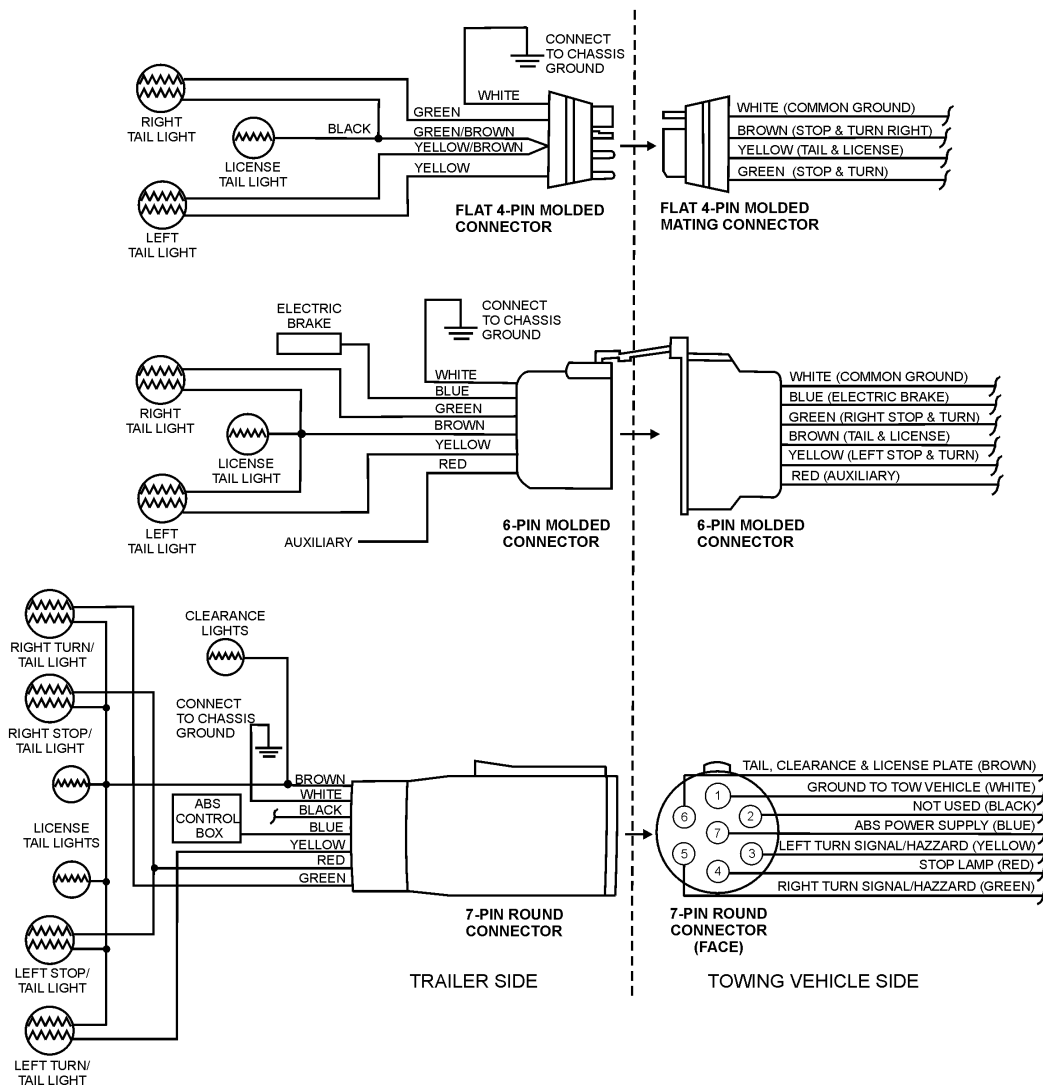 CONNECT
TO CHASSIS
GROUND
WHITE
GREEN
BLACK
GREEN/BROWN
YELLOW/BROWN
YELLOW
RIGHT
TAIL LIGHT
LICENSE
TAIL LIGHT
LEFT
TAIL LIGHT
FLAT 4-PIN MOLDED
CONNECTOR
WHITE (COMMON GROUND)
BROWN (STOP & TURN RIGHT)
YELLOW (TAIL & LICENSE)
GREEN (STOP & TURN)
FLAT 4-PIN MOLDED
MATING CONNECTOR
ELECTRIC
BRAKE
CONNECT
TO CHASSIS
GROUND
WHITE
BLUE
GREEN
BROWN
YELLOW
RED
RIGHT
TAIL LIGHT
LICENSE
TAIL LIGHT
LEFT
TAIL LIGHT
AUXILIARY
6-PIN MOLDED
CONNECTOR
WHITE (COMMON GROUND)
BLUE (ELECTRIC BRAKE)
GREEN (RIGHT STOP & TURN)
BROWN (TAIL & LICENSE)
YELLOW (LEFT STOP & TURN)
RED (AUXILIARY)
6-PIN MOLDED
CONNECTOR
RIGHT TURN/
TAIL LIGHT
CLEARANCE
LIGHTS
RIGHT STOP/
TAIL LIGHT
CONNECT
TO CHASSIS
GROUND
LICENSE
TAIL LIGHTS
ABS
CONTROL
BOX
BROWN
WHITE
BLACK
BLUE
YELLOW
RED
GREEN
LEFT STOP/
TAIL LIGHT
LEFT TURN/
TAIL LIGHT
7-PIN ROUND
CONNECTOR
TRAILER SIDE
TAIL, CLEARANCE & LICENSE PLATE (BROWN)
GROUND TO TOW VEHICLE (WHITE)
NOT USED (BLACK)
ABS POWER SUPPLY (BLUE)
LEFT TURN SIGNAL/HAZZARD (YELLOW)
STOP LAMP (RED)
RIGHT TURN SIGNAL/HAZZARD (GREEN)
1
6
2
7
5
3
4
7-PIN ROUND
CONNECTOR
(FACE)
TOWING VEHICLE SIDE